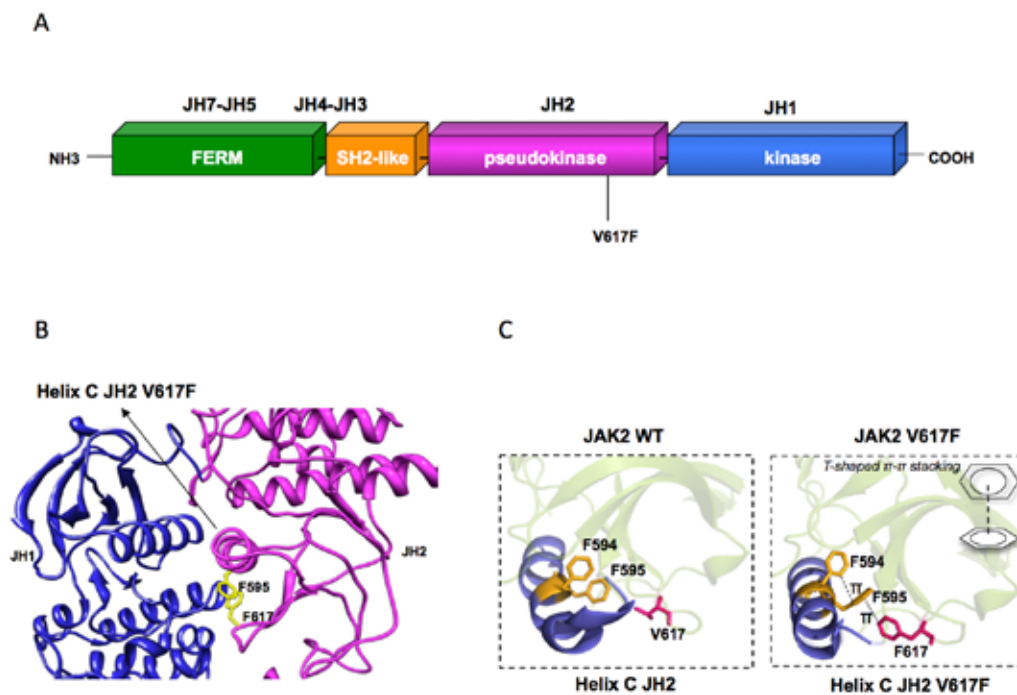 A
JH7-JH5 JH4-JH3 JH2 JH1
NH3 FERM SH2-like pseudokinase kinase COOH
V617F
B
Helix C JH2 V617F
JH1
JH2
F595
F617
C
JAK2 WT
F594
F595
V617
Helix C JH2
JAK2 V617F
T-shaped π-π stacking
F594
π
F595
π
F617
Helix C JH2 V617F